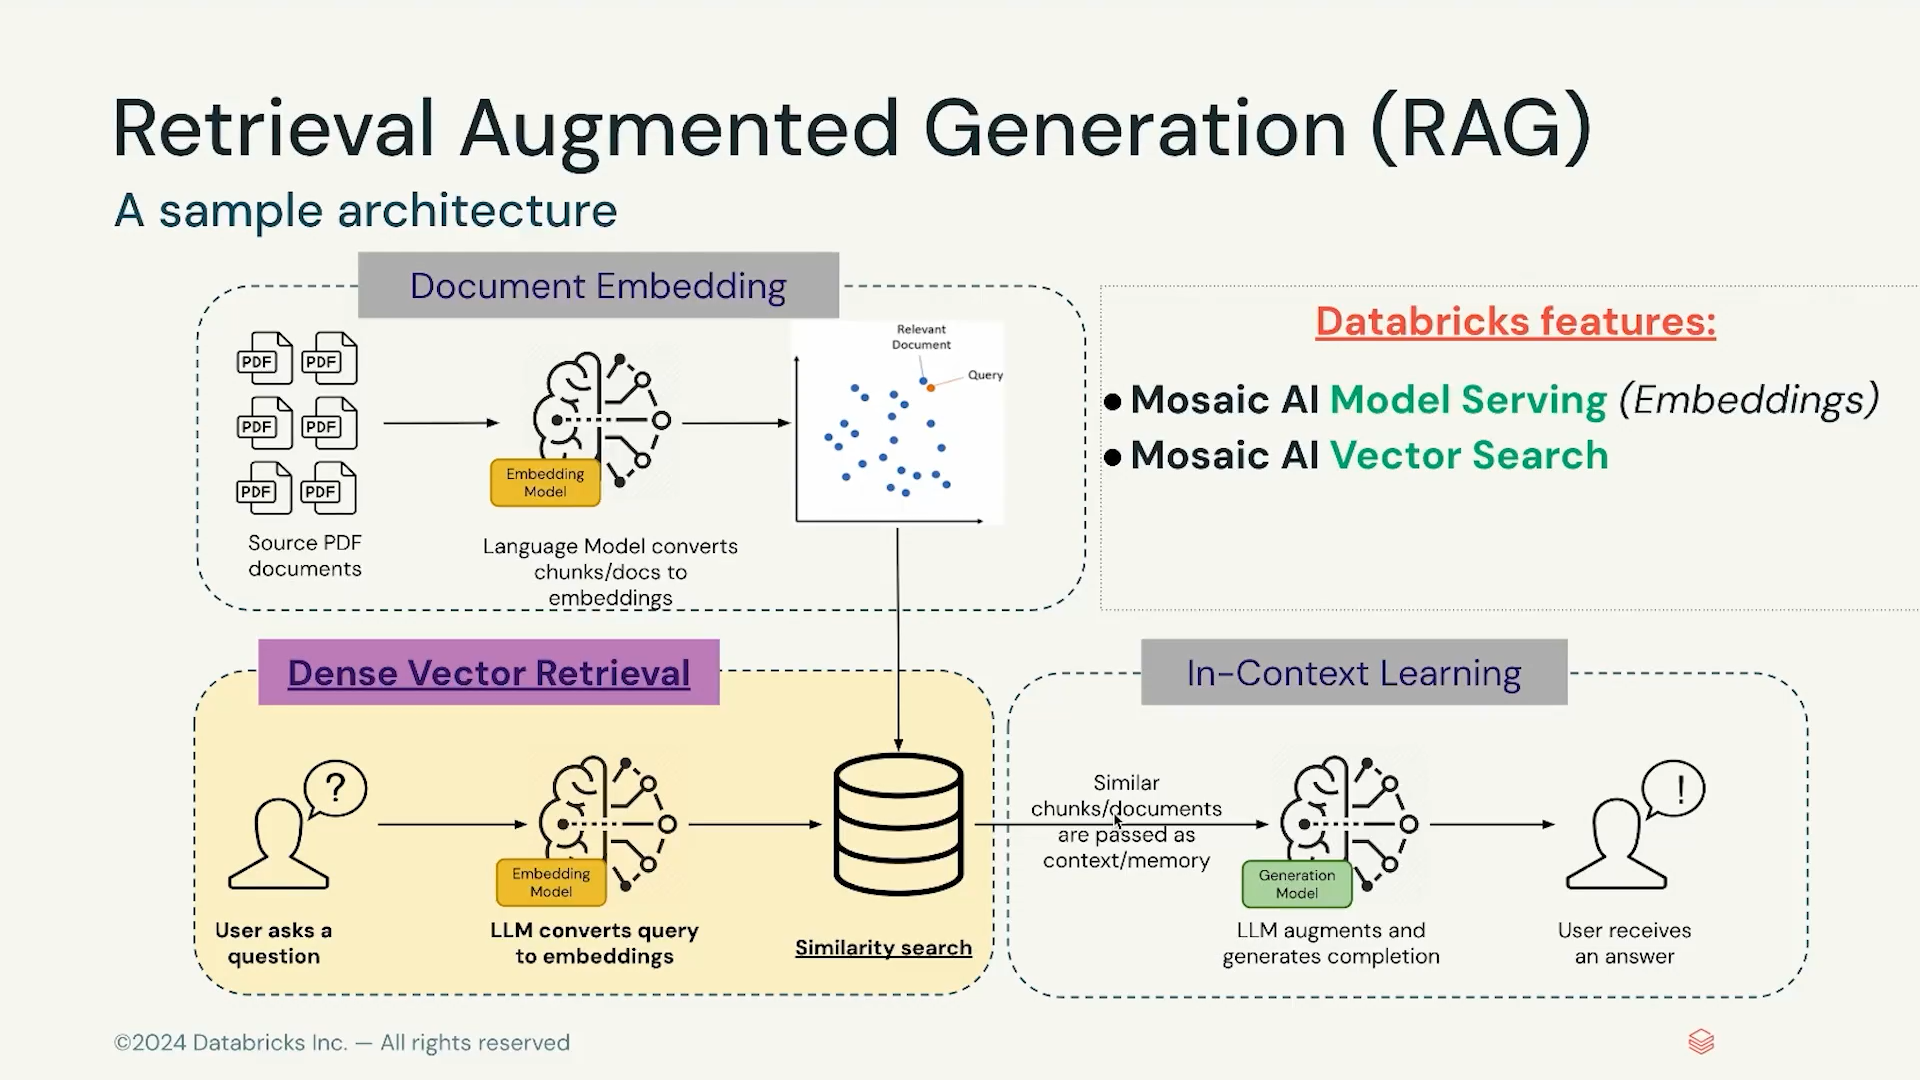 Retrieval Augmented Generation (RAG)
A sample architecture
Document Embedding
PDF PDF
PDF PDF
PDF PDF
Source PDF
documents
Embedding
Model
Language Model converts
chunks/docs to
embeddings
Relevant
Document
Query
Databricks features:
● Mosaic AI Model Serving (Embeddings)
● Mosaic AI Vector Search
Dense Vector Retrieval
?
User asks a
question
Embedding
Model
LLM converts query
to embeddings
Similarity search
In-Context Learning
Similar
chunks/documents
are passed as
context/memory
Generation
Model
LLM augments and
generates completion
!
User receives
an answer
©2024 Databricks Inc. — All rights reserved